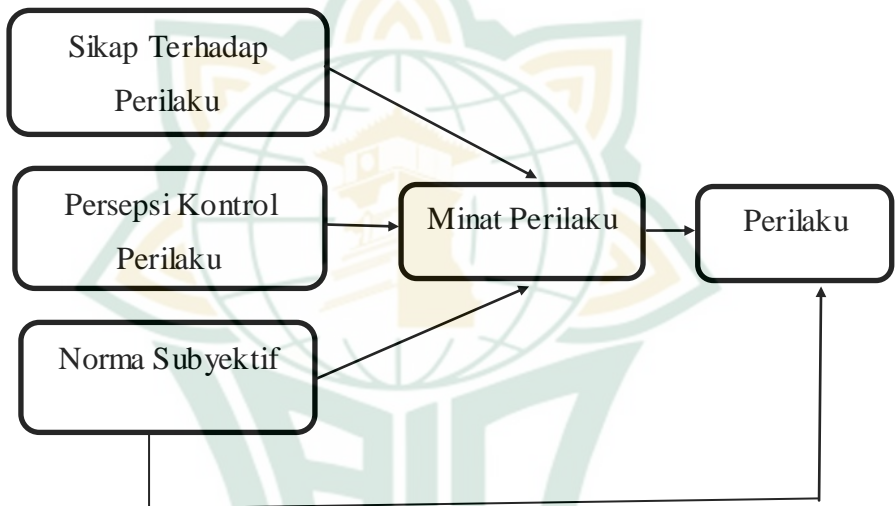 Sikap Terhadap
Perilaku
Persepsi Kontrol
Perilaku
Minat Perilaku
Perilaku
Norma Subyektif